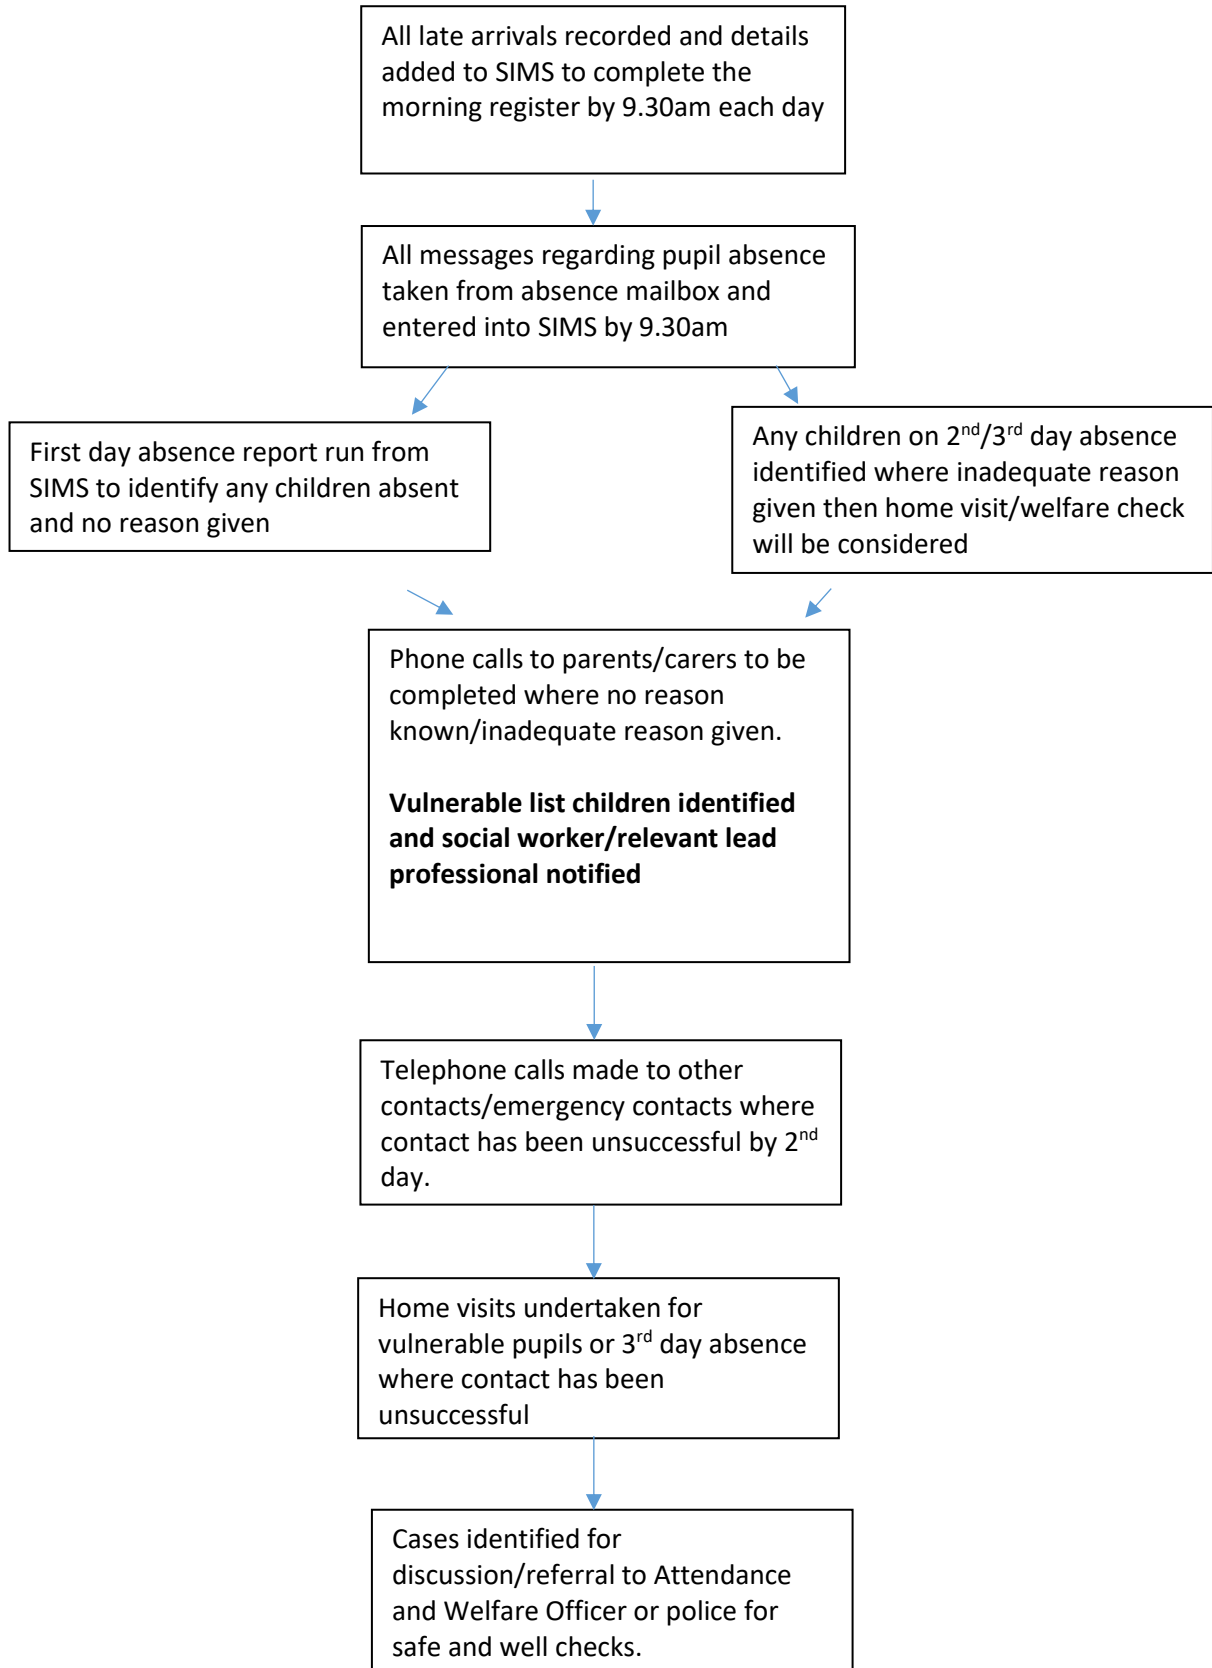 All late arrivals recorded and details
added to SIMS to complete the
morning register by 9.30am each day
All messages regarding pupil absence
taken from absence mailbox and
entered into SIMS by 9.30am
First day absence report run from
SIMS to identify any children absent
and no reason given
Any children on 2nd/3rd day absence
identified where inadequate reason
given then home visit/welfare check
will be considered
Phone calls to parents/carers to be
completed where no reason
known/inadequate reason given.
Vulnerable list children identified
and social worker/relevant lead
professional notified
Telephone calls made to other
contacts/emergency contacts where
contact has been unsuccessful by 2nd
day.
Home visits undertaken for
vulnerable pupils or 3rd day absence
where contact has been
unsuccessful
Cases identified for
discussion/referral to Attendance
and Welfare Officer or police for
safe and well checks.